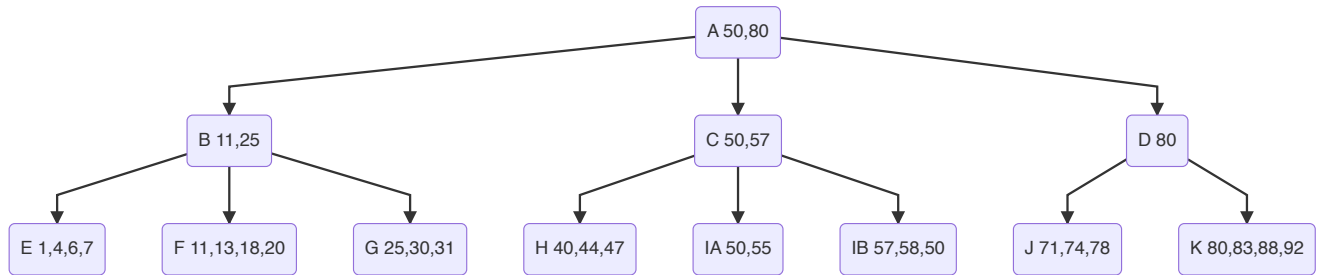 A 50,80
B 11,25
C 50,57
D 80
E 1,4,6,7
F 11,13,18,20
G 25,30,31
H 40,44,47
IA 50,55
IB 57,58,50
J 71,74,78
K 80,83,88,92